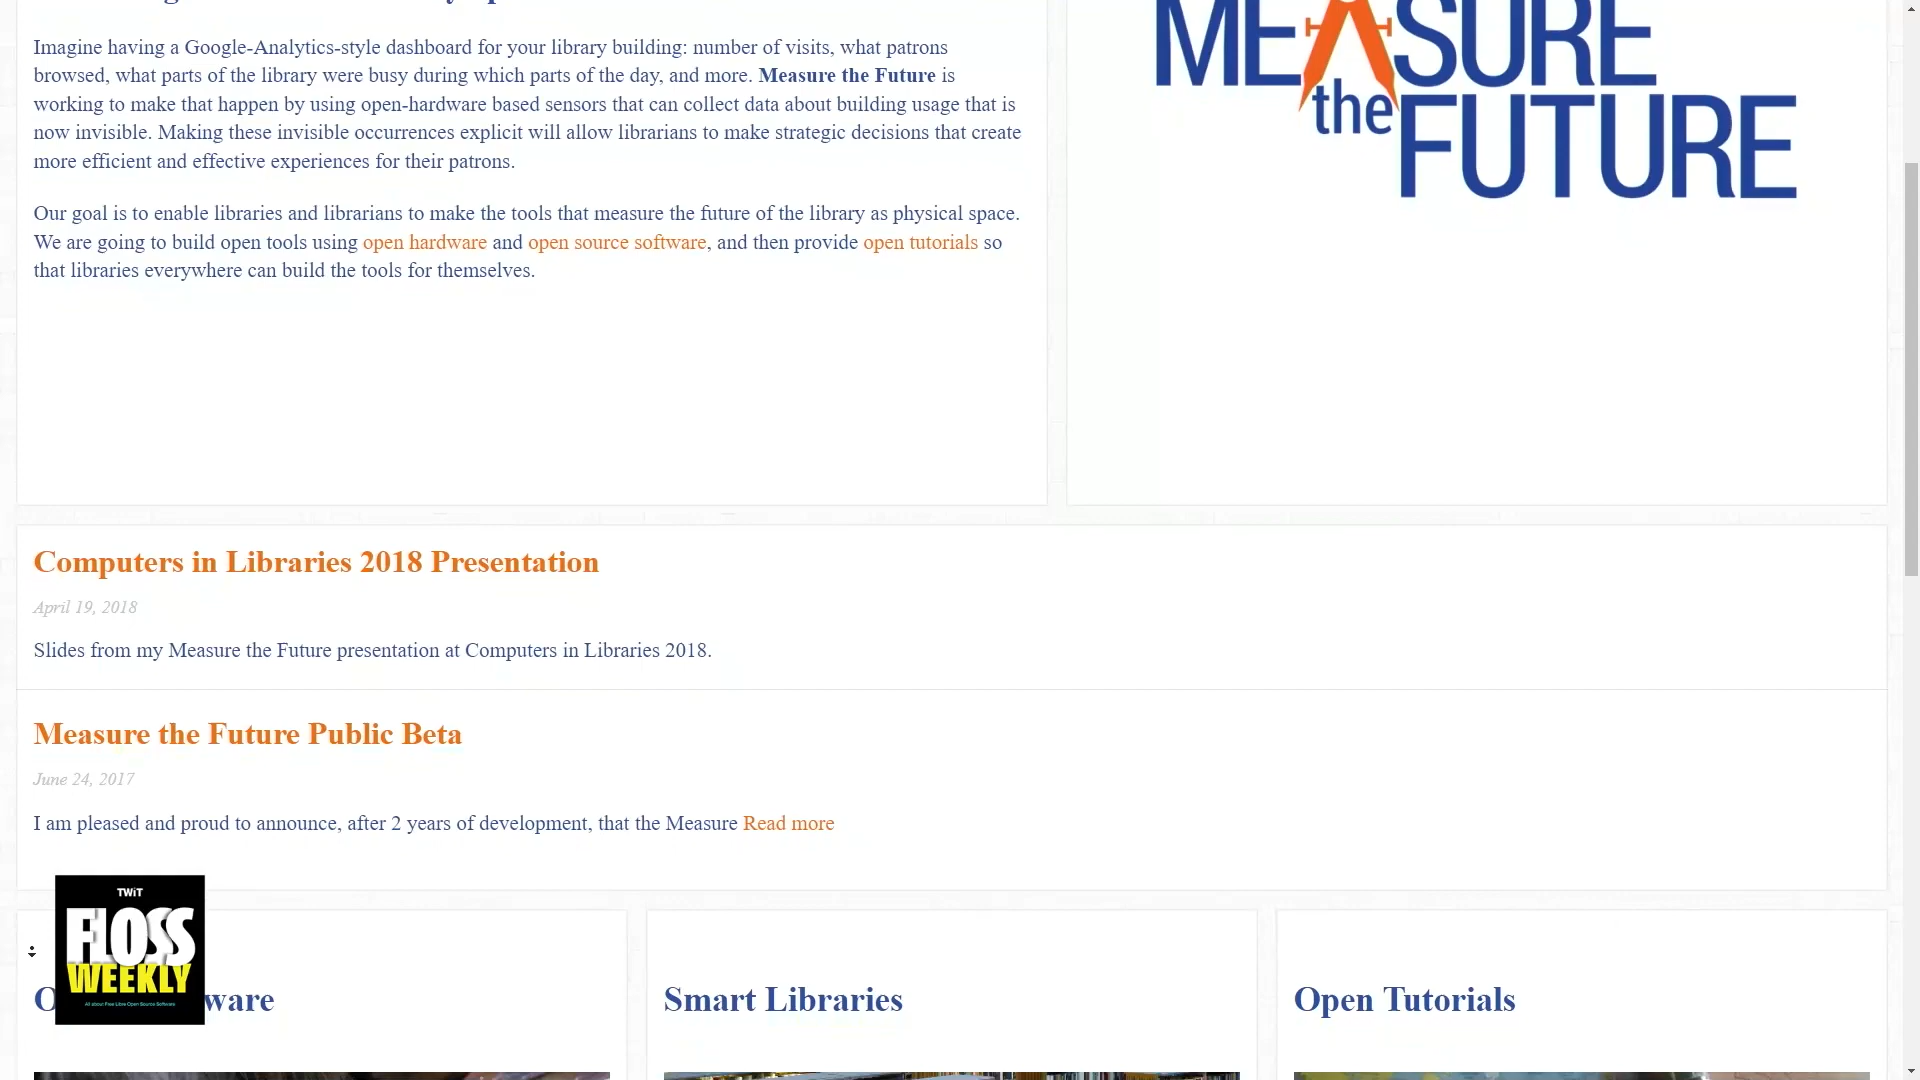 Imagine having a Google-Analytics-style dashboard for your library building: number of visits, what patrons
browsed, what parts of the library were busy during which parts of the day, and more. Measure the Future is
working to make that happen by using open-hardware based sensors that can collect data about building usage that is
now invisible. Making these invisible occurrences explicit will allow librarians to make strategic decisions that create
more efficient and effective experiences for their patrons.
Our goal is to enable libraries and librarians to make the tools that measure the future of the library as physical space.
We are going to build open tools using open hardware and open source software, and then provide open tutorials so
that libraries everywhere can build the tools for themselves.
MEASURE
the
FUTURE
Computers in Libraries 2018 Presentation
April 19, 2018
Slides from my Measure the Future presentation at Computers in Libraries 2018.
Measure the Future Public Beta
June 24, 2017
I am pleased and proud to announce, after 2 years of development, that the Measure Read more
TWiT
FLOSS
WEEKLY
All about Free Libre Open Source Software
O ware
Smart Libraries
Open Tutorials